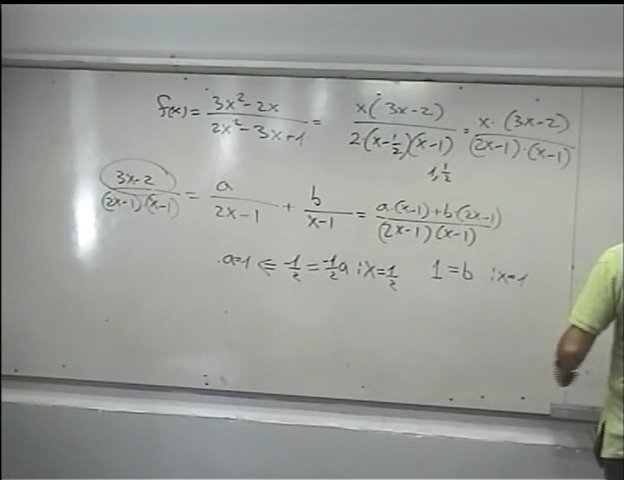 f(x) = (3x² - 2x)/(2x² - 3x + 1) = x(3x-2)/(2·(x-½)(x-1)) = x·(3x-2)/((2x-1)·(x-1))
1, ½
(3x-2)/((2x-1)(x-1)) = a/(2x-1) + b/(x-1) = (a·(x-1)+b·(2x-1))/((2x-1)(x-1))
a=1 ⇐ -1/2 = -1/2 a :x=1/2 1=b :x=1